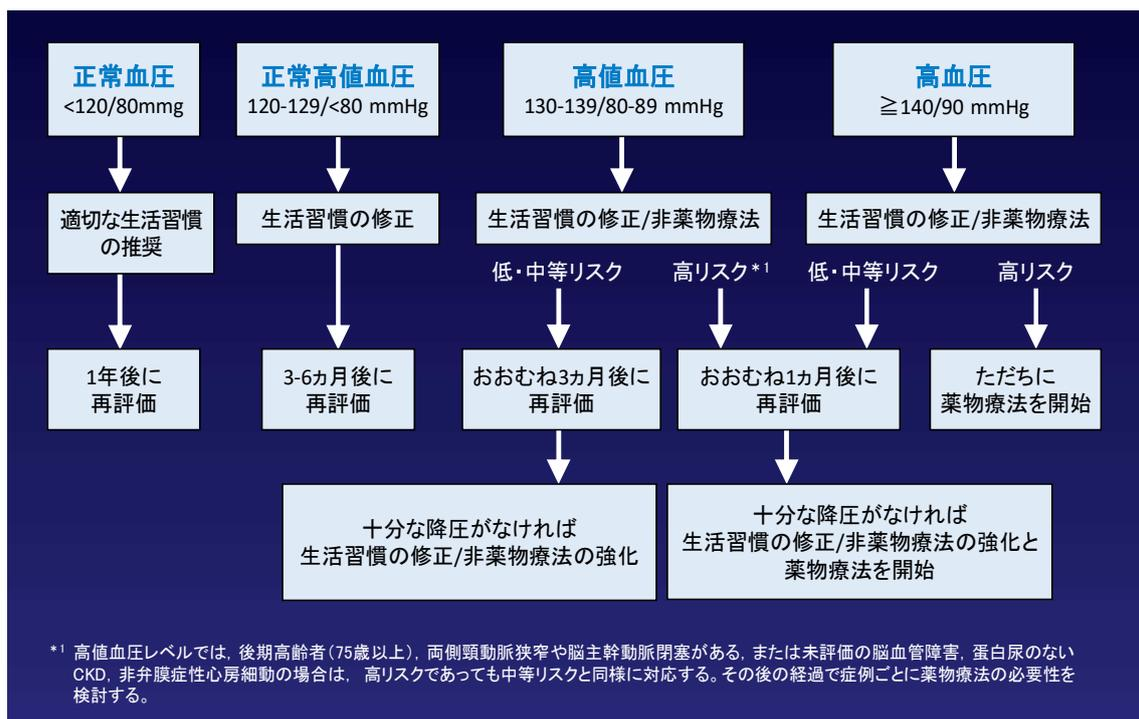 正常血圧
<120/80mmg
正常高値血圧
120-129/<80 mmHg
高値血圧
130-139/80-89 mmHg
高血圧
≧140/90 mmHg
適切な生活習慣
の推奨
生活習慣の修正
生活習慣の修正/非薬物療法
生活習慣の修正/非薬物療法
低・中等リスク
高リスク*1
低・中等リスク
高リスク
1年後に
再評価
3-6ヵ月後に
再評価
おおむね3ヵ月後に
再評価
おおむね1ヵ月後に
再評価
ただちに
薬物療法を開始
十分な降圧がなければ
生活習慣の修正/非薬物療法の強化
十分な降圧がなければ
生活習慣の修正/非薬物療法の強化と
薬物療法を開始
*1 高値血圧レベルでは，後期高齢者（75歳以上），両側頸動脈狭窄や脳主幹動脈閉塞がある，または未評価の脳血管障害，蛋白尿のない
CKD，非弁膜症性心房細動の場合は， 高リスクであっても中等リスクと同様に対応する。その後の経過で症例ごとに薬物療法の必要性を
検討する。